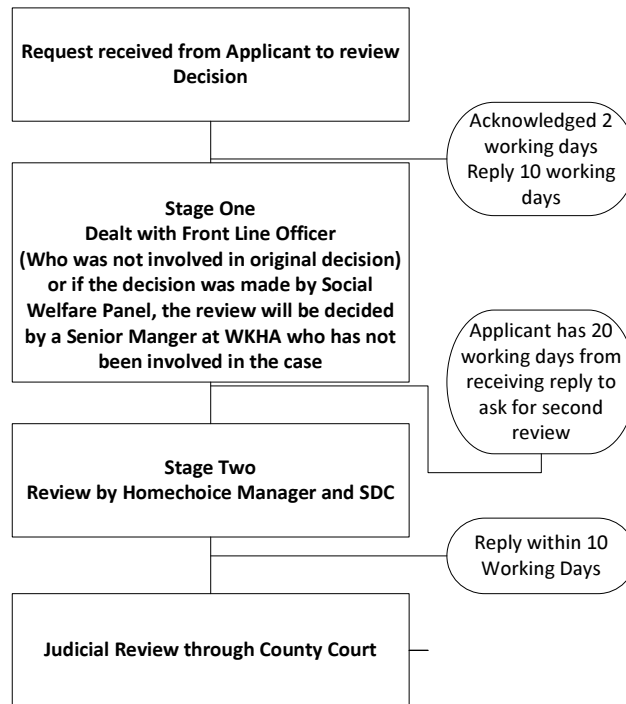 Request received from Applicant to review
Decision
Acknowledged 2
working days
Reply 10 working
days
Stage One
Dealt with Front Line Officer
(Who was not involved in original decision)
or if the decision was made by Social
Welfare Panel, the review will be decided
by a Senior Manger at WKHA who has not
been involved in the case
Applicant has 20
working days from
receiving reply to
ask for second
review
Stage Two
Review by Homechoice Manager and SDC
Reply within 10
Working Days
Judicial Review through County Court